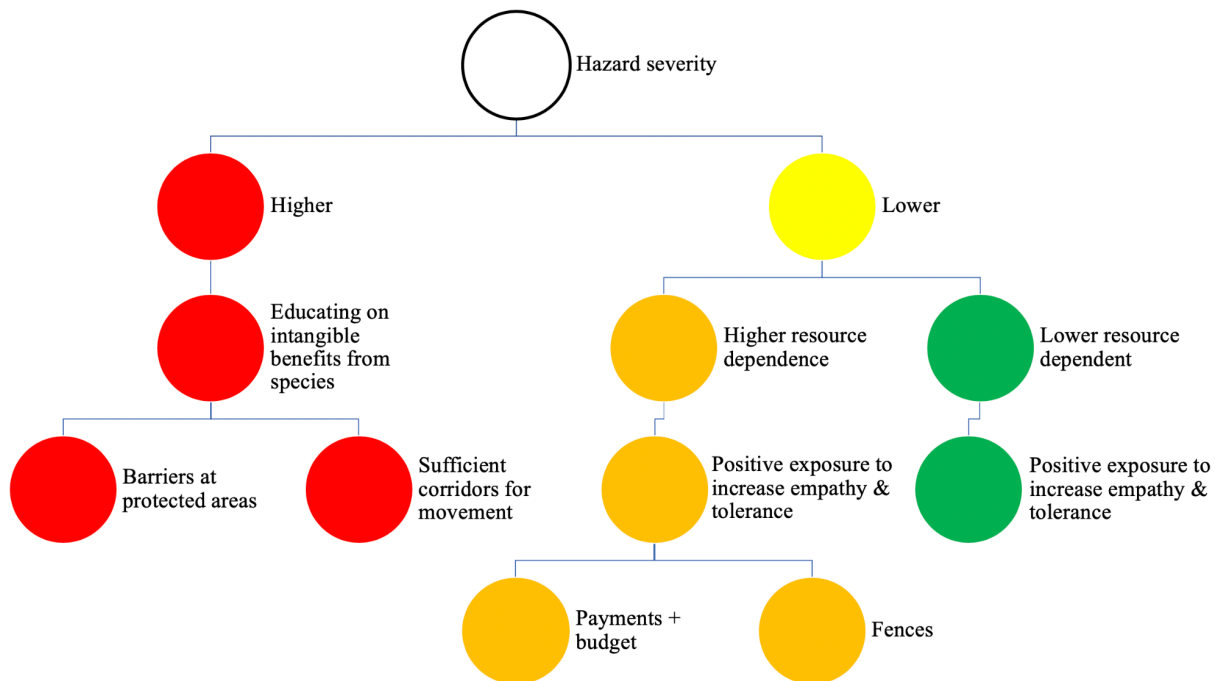 Hazard severity
Higher
Lower
Educating on
intangible
benefits from
species
Higher resource
dependence
Lower resource
dependent
Barriers at
protected areas
Sufficient
corridors for
movement
Positive exposure to
increase empathy &
tolerance
Positive exposure to
increase empathy &
tolerance
Payments +
budget
Fences